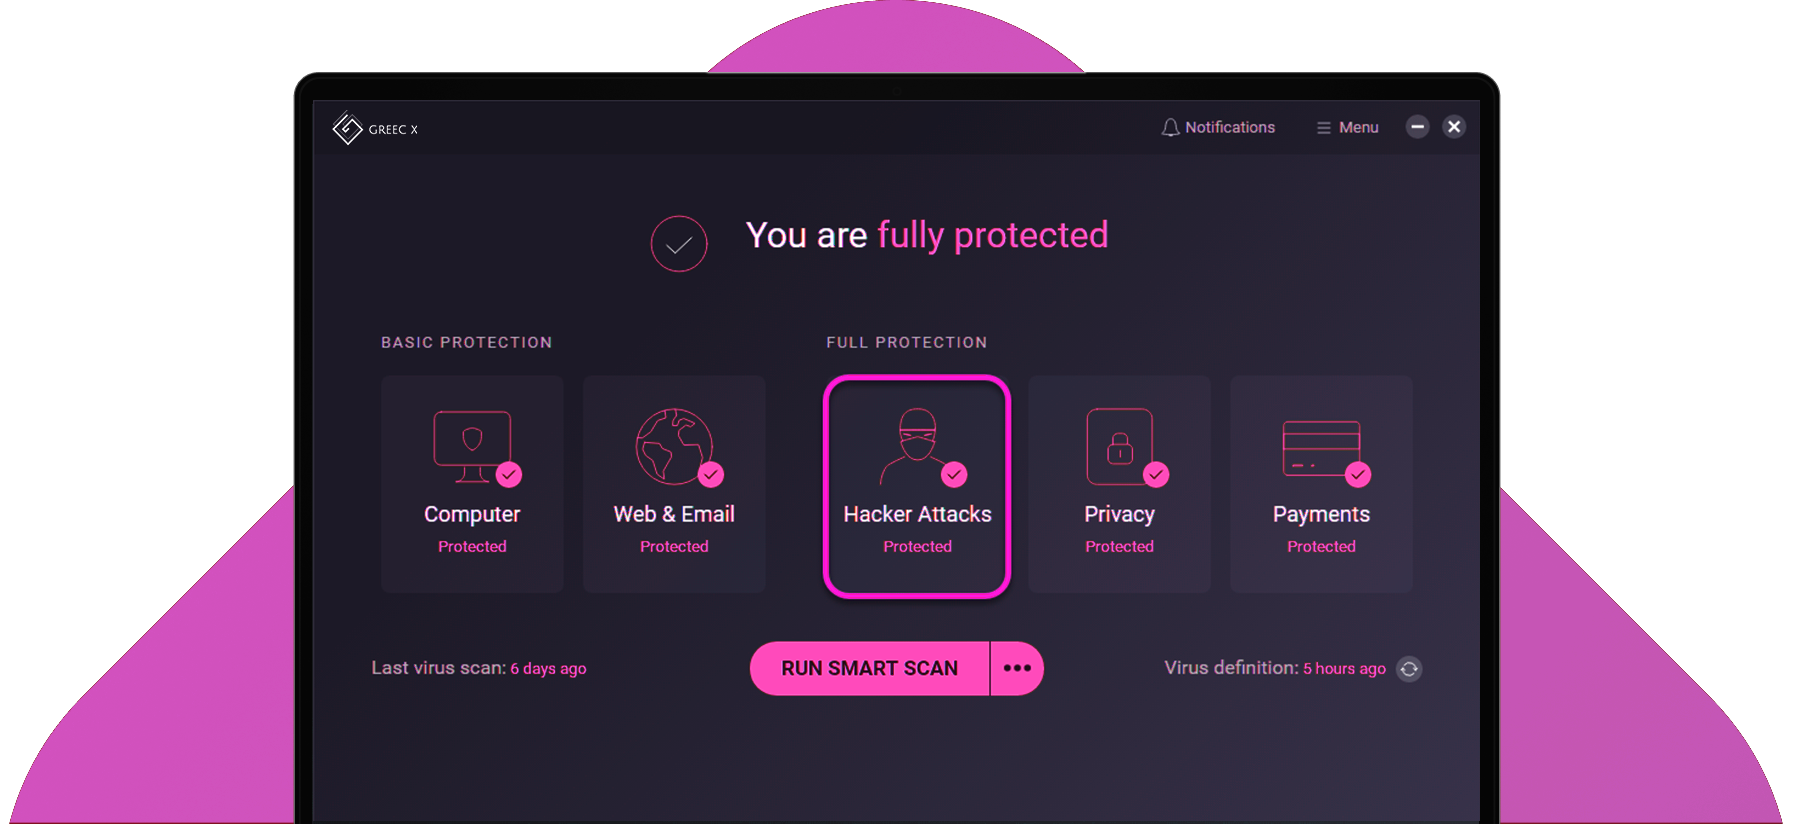 GREEC X
Notifications
Menu
You are fully protected
BASIC PROTECTION
FULL PROTECTION
Computer
Protected
Web & Email
Protected
Hacker Attacks
Protected
Privacy
Protected
Payments
Protected
Last virus scan: 6 days ago
RUN SMART SCAN
Virus definition: 5 hours ago